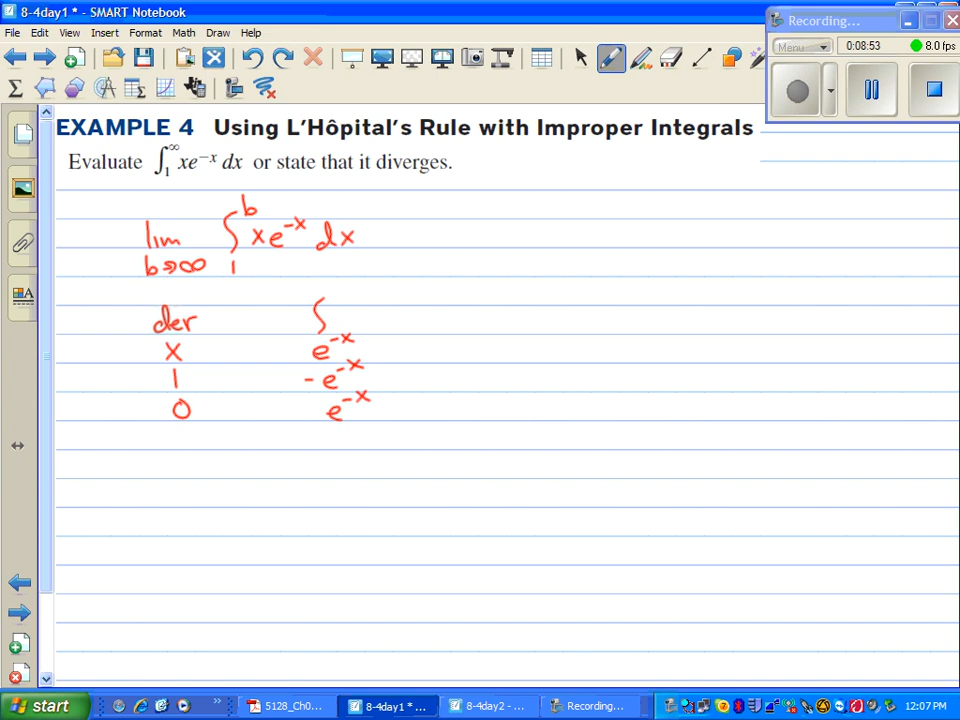 8-4day1 * - SMART Notebook
Recording...
File Edit View Insert Format Math Draw Help
Menu
0:08:53
8.0 fps
EXAMPLE 4 Using L'Hôpital's Rule with Improper Integrals
Evaluate ∫₁^∞ xe⁻ˣ dx or state that it diverges.
lim b→∞ ∫₁^b xe⁻ˣ dx
der ∫
x e⁻ˣ
1 -e⁻ˣ
0 e⁻ˣ
start
5128_Ch0...
8-4day1 * ...
8-4day2 - ...
Recording...
12:07 PM